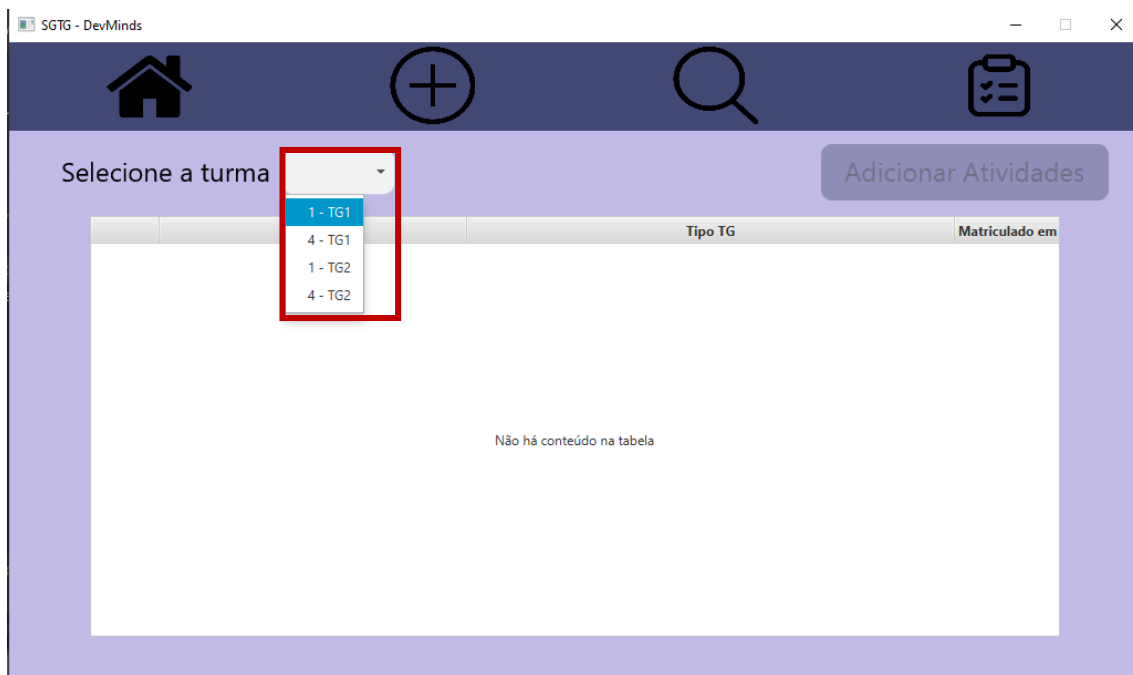 SGTG - DevMinds
Selecione a turma
Adicionar Atividades
1 - TG1
4 - TG1
1 - TG2
4 - TG2
Tipo TG
Matriculado em
Não há conteúdo na tabela